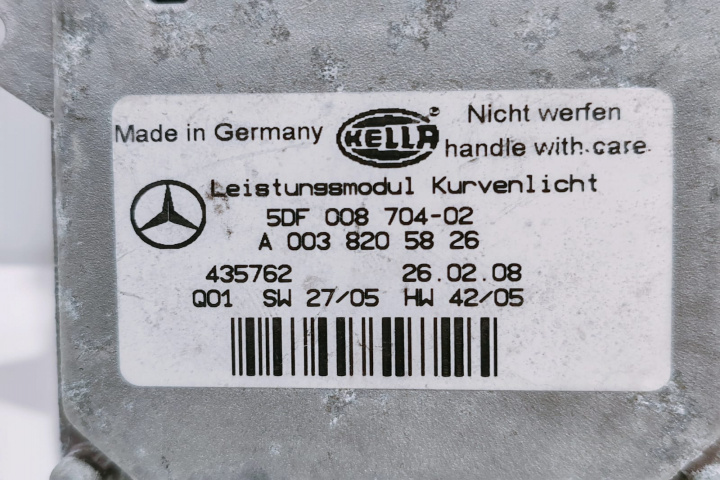 Made in Germany
HELLA
®
Nicht werfen
handle with care
Leistungsmodul Kurvenlicht
5DF 008 704-02
A 003 820 58 26
435762 26.02.08
Q01 SW 27/05 HW 42/05